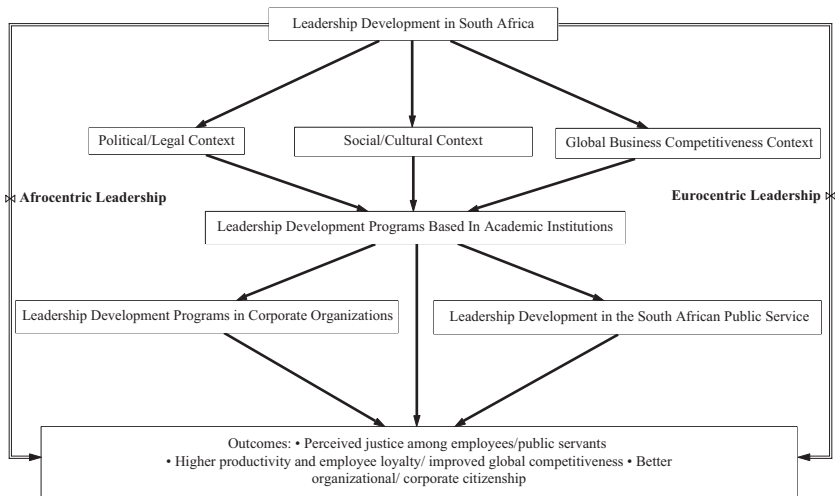 Leadership Development in South Africa
Political/Legal Context
Social/Cultural Context
Global Business Competitiveness Context
Afrocentric Leadership
Eurocentric Leadership
Leadership Development Programs Based In Academic Institutions
Leadership Development Programs in Corporate Organizations
Leadership Development in the South African Public Service
Outcomes: • Perceived justice among employees/public servants
• Higher productivity and employee loyalty/ improved global competitiveness • Better
organizational/ corporate citizenship